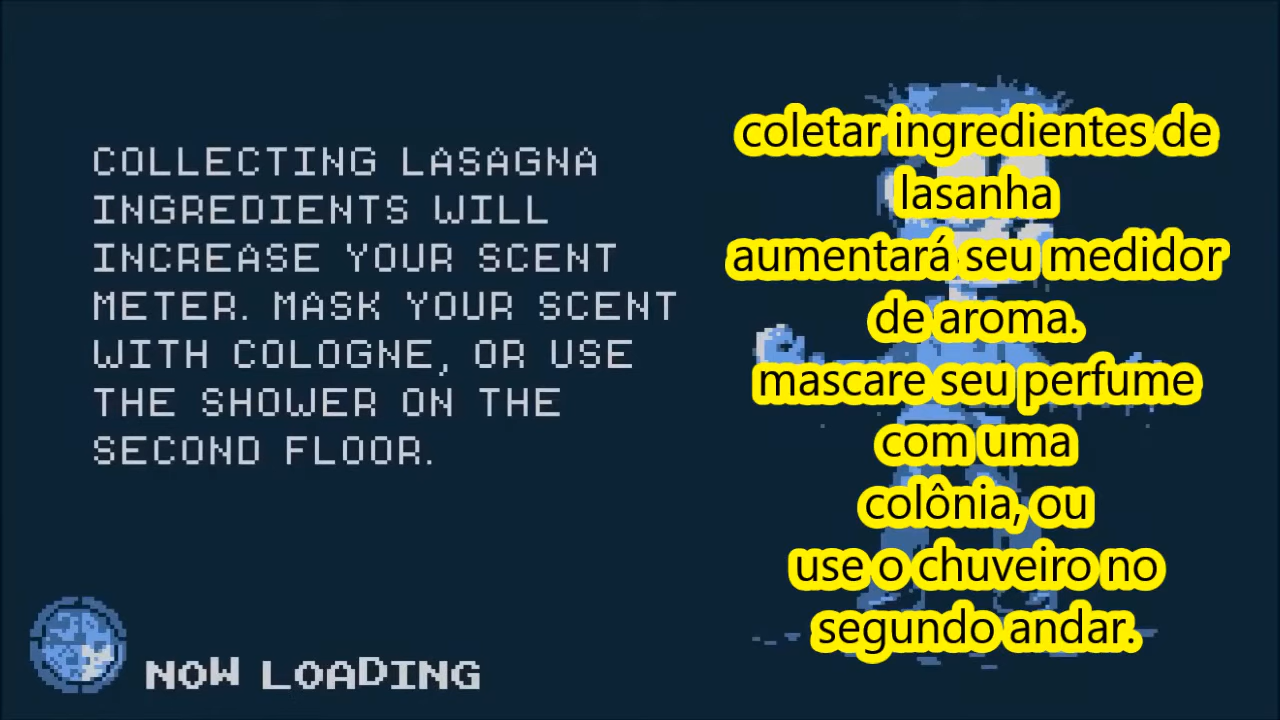 COLLECTING LASAGNA
INGREDIENTS WILL
INCREASE YOUR SCENT
METER. MASK YOUR SCENT
WITH COLOGNE, OR USE
THE SHOWER ON THE
SECOND FLOOR.
NOW LOADING
coletar ingredientes de
lasanha
aumentará seu medidor
de aroma.
mascare seu perfume
com uma
colônia, ou
use o chuveiro no
segundo andar.